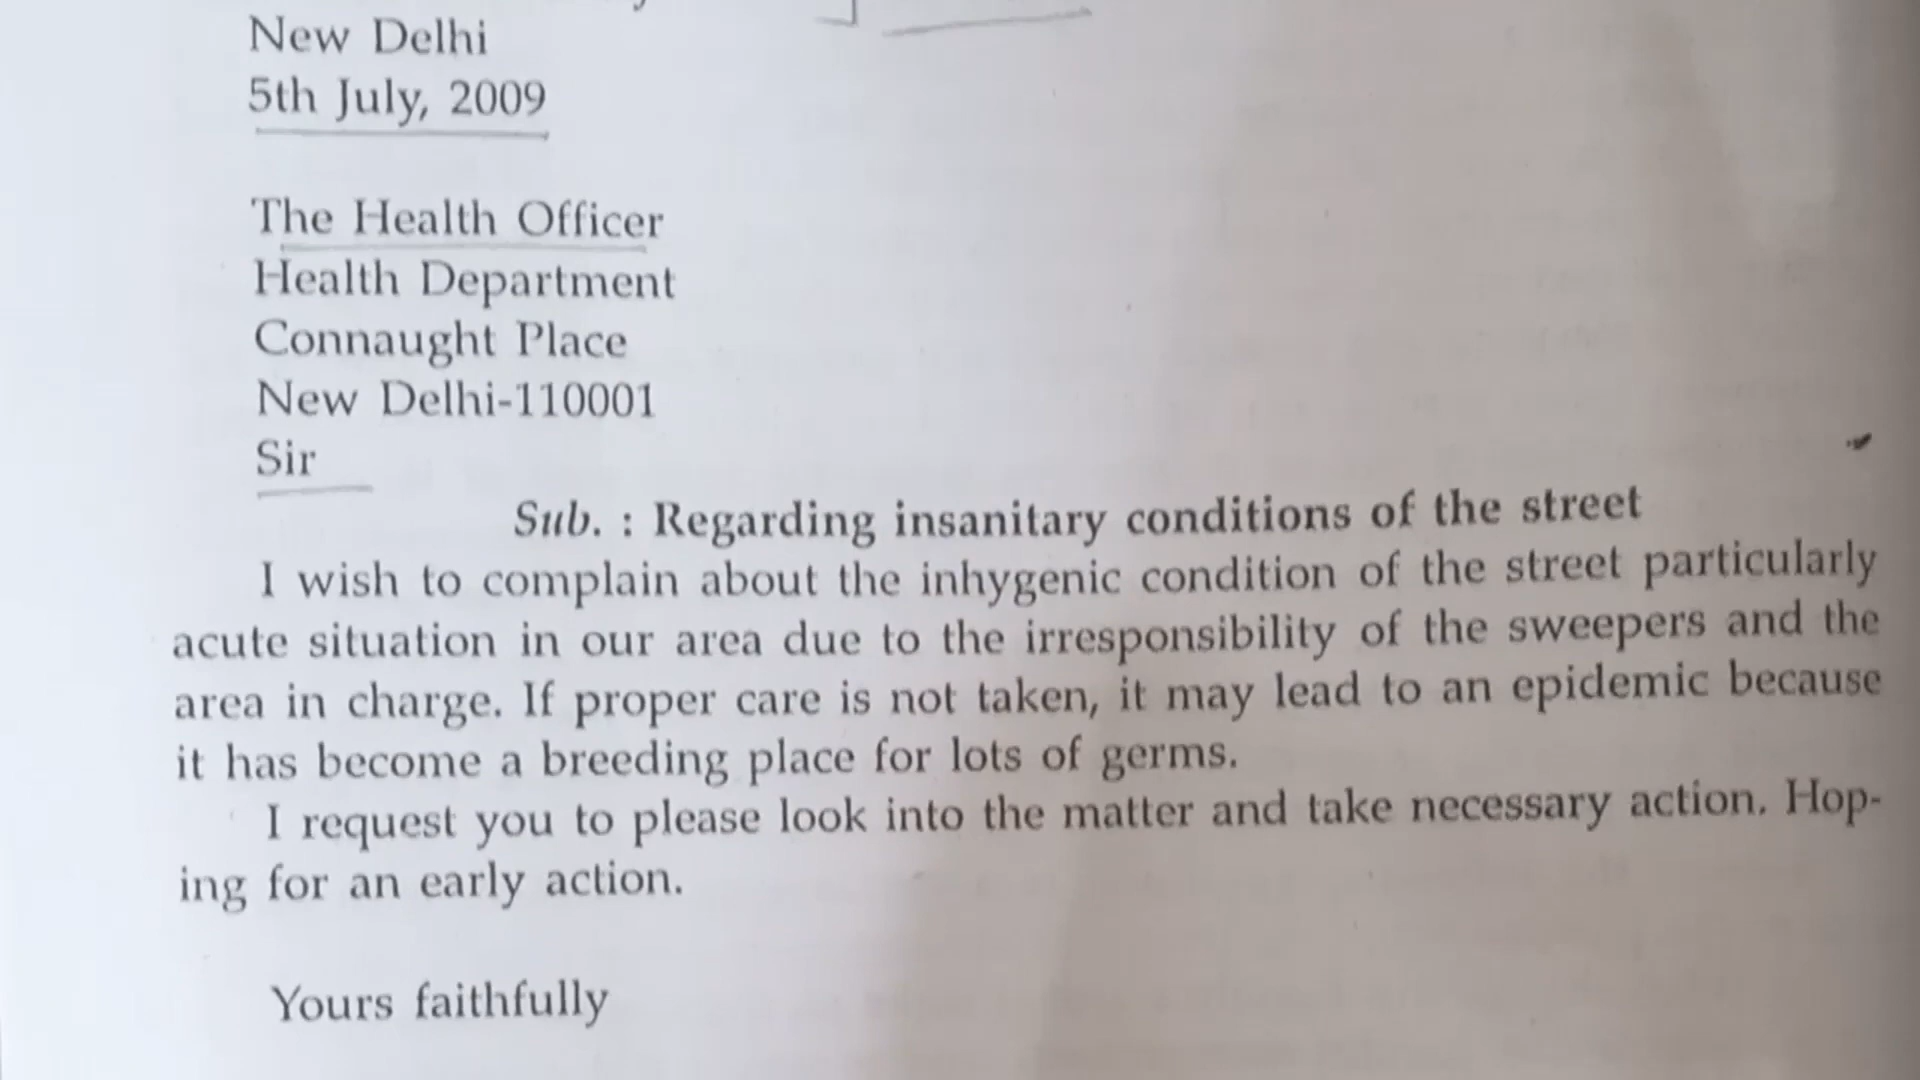 New Delhi
5th July, 2009
The Health Officer
Health Department
Connaught Place
New Delhi-110001
Sir
Sub. : Regarding insanitary conditions of the street
I wish to complain about the inhygenic condition of the street particularly
acute situation in our area due to the irresponsibility of the sweepers and the
area in charge. If proper care is not taken, it may lead to an epidemic because
it has become a breeding place for lots of germs.
I request you to please look into the matter and take necessary action. Hop-
ing for an early action.
Yours faithfully